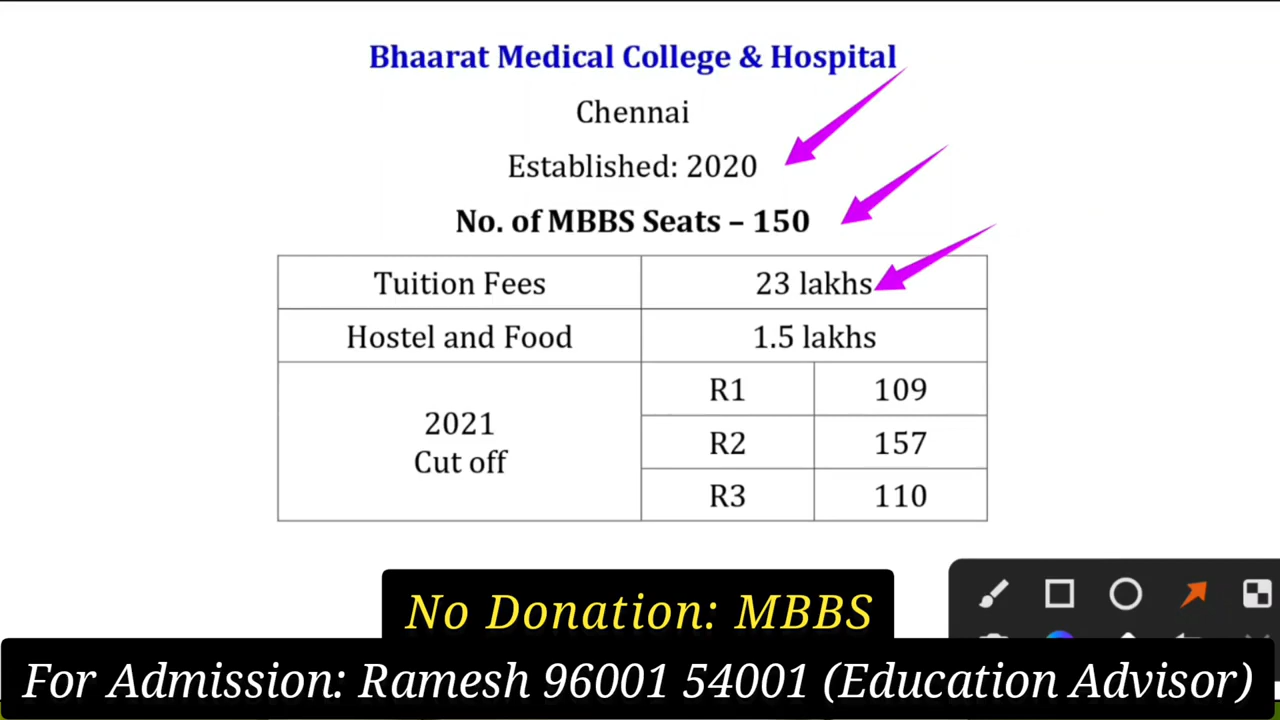 Bhaarat Medical College & Hospital
Chennai
Established: 2020
No. of MBBS Seats – 150
Tuition Fees 23 lakhs
Hostel and Food 1.5 lakhs
2021 Cut off
R1 109
R2 157
R3 110
No Donation: MBBS
For Admission: Ramesh 96001 54001 (Education Advisor)